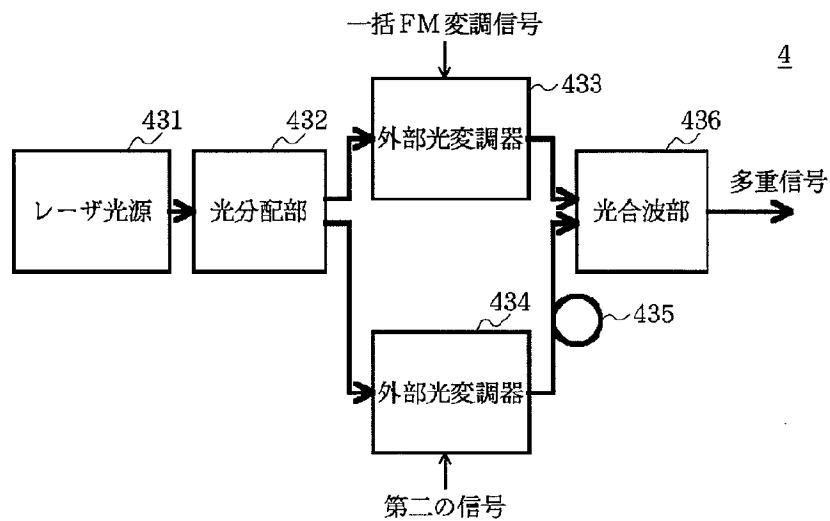 一括FM変調信号
4
433
外部光変調器
431
432
436
レーザ光源
光分配部
光合波部
多重信号
434
435
外部光変調器
第二の信号